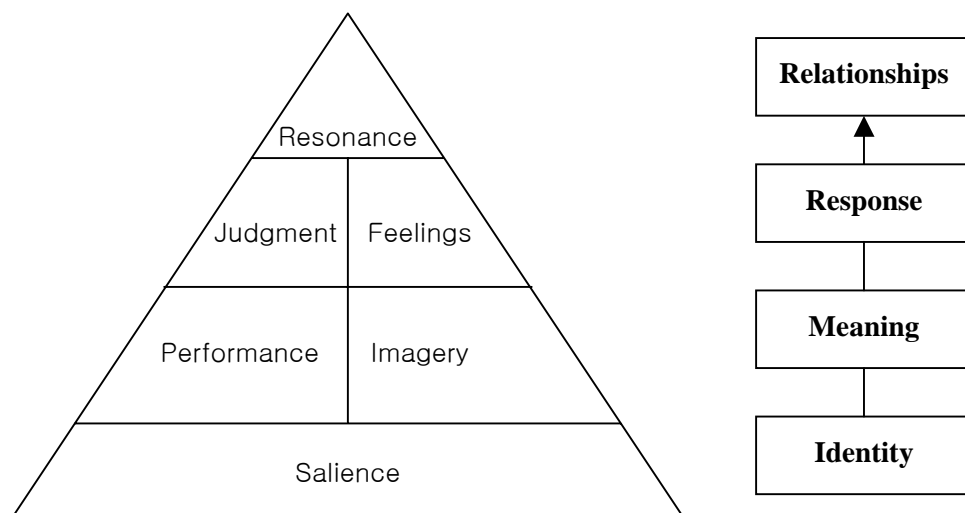 Relationships
Resonance
Response
Judgment Feelings
Meaning
Performance Imagery
Identity
Salience